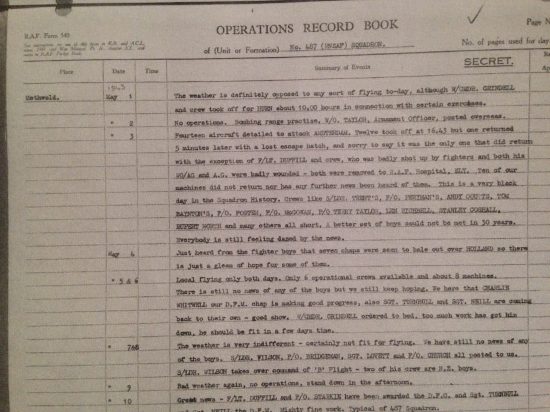 R.A.F. Form 540
OPERATIONS RECORD BOOK
Page N
of (Unit or Formation) No. 487 (RNZAF) SQUADRON.
No. of pages used for day
SECRET.
Place Date Time Summary of Events
1943
Methwold. May 1 The weather is definitely opposed to any sort of flying to-day, although W/CMDR. GRINDELL
and crew took off for HURN about 10.00 hours in connection with certain exercises.
" 2 No operations. Bombing range practice, W/O. TAYLOR, Armament Officer, posted overseas.
" 3 Fourteen aircraft detailed to attack AMSTERDAM. Twelve took off at 16.43 but one returned
5 minutes later with a lost escape hatch, and sorry to say it was the only one that did return
with the exception of F/LT. DUFFILL and crew, who was badly shot up by fighters and both his
WO/AG and A.G. were badly wounded - both were removed to R.A.F. Hospital, ELY. Ten of our
machines did not return nor has any further news been heard of them. This is a very black
day in the Squadron History. Crews like S/LDR. TRENT'S, F/O. PERYMAN'S, ANDY COUTTS, TOM
BAYNTON'S, F/O. FOSTER, F/O. McGOWAN, P/O TERRY TAYLOR, LEN RICHBELL, STANLEY COSHALL,
RUPERT NORTH and many others all short. A better set of boys could not be met in 30 years.
Everybody is still feeling dazed by the news.
May 4 Just heard from the fighter boys that seven chaps were seen to bale out over HOLLAND so there
is just a gleam of hope for some of them.
" 5 & 6 Local flying only both days. Only 6 operational crews available and about 8 machines.
There is still no news of any of the boys but we still keep hoping. We hear that CHARLIN
WHITWELL our D.F.M. chap is making good progress, also SGT. TURNBULL and SGT. NEILL are coming
back to their own - good show. W/CMDR. GRINDELL ordered to bed, too much work has got him
down, he should be fit in a few days time.
" 7&8 The weather is very indifferent - certainly not fit for flying. We have still no news of any
of the boys. S/LDR. WILSON, F/O. BRIDGEMAN, SGT. LOVETT and F/O. CHURCH all posted to us.
S/LDR. WILSON takes over command of 'B' Flight - two of his crew are N.Z. boys.
" 9 Bad weather again, no operations, stand down in the afternoon.
" 10 Great news - F/LT. DUFFILL and F/O. STARKIE have been awarded the D.F.C. and Sgt. TURNBULL
NEILL the D.F.M. Mighty fine work. Typical of 487 Squadron.